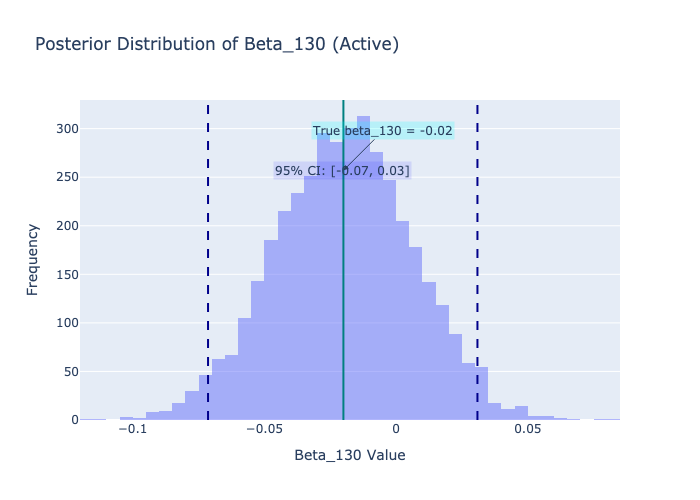 Posterior Distribution of Beta_130 (Active)
300
True beta_130 = -0.02
250
95% CI: [-0.07, 0.03]
200
150
100
50
0
−0.1
−0.05
0
0.05
Frequency
Beta_130 Value